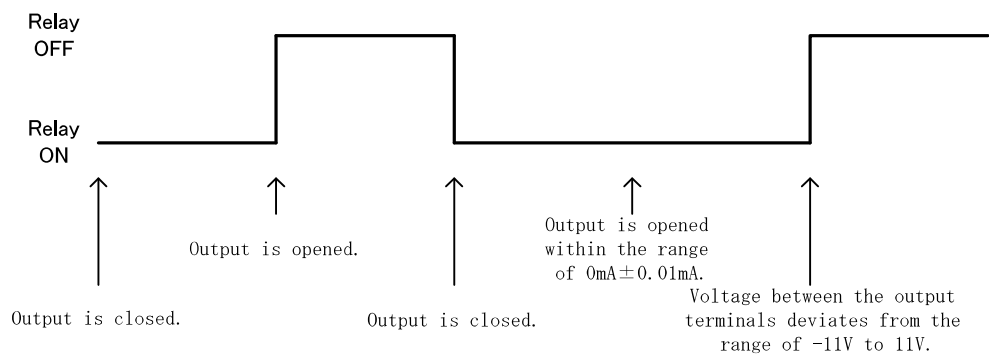 Relay
OFF
Relay
ON
Output is closed.
Output is opened.
Output is closed.
Output is opened
within the range
of 0mA±0.01mA.
Voltage between the output
terminals deviates from the
range of -11V to 11V.